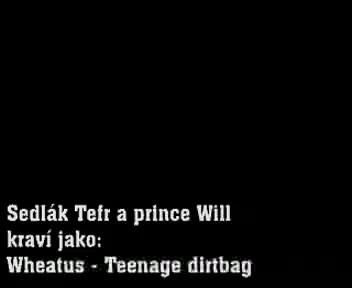 Sedlák Tefr a prince Will
kraví jako:
Wheatus - Teenage dirtbag